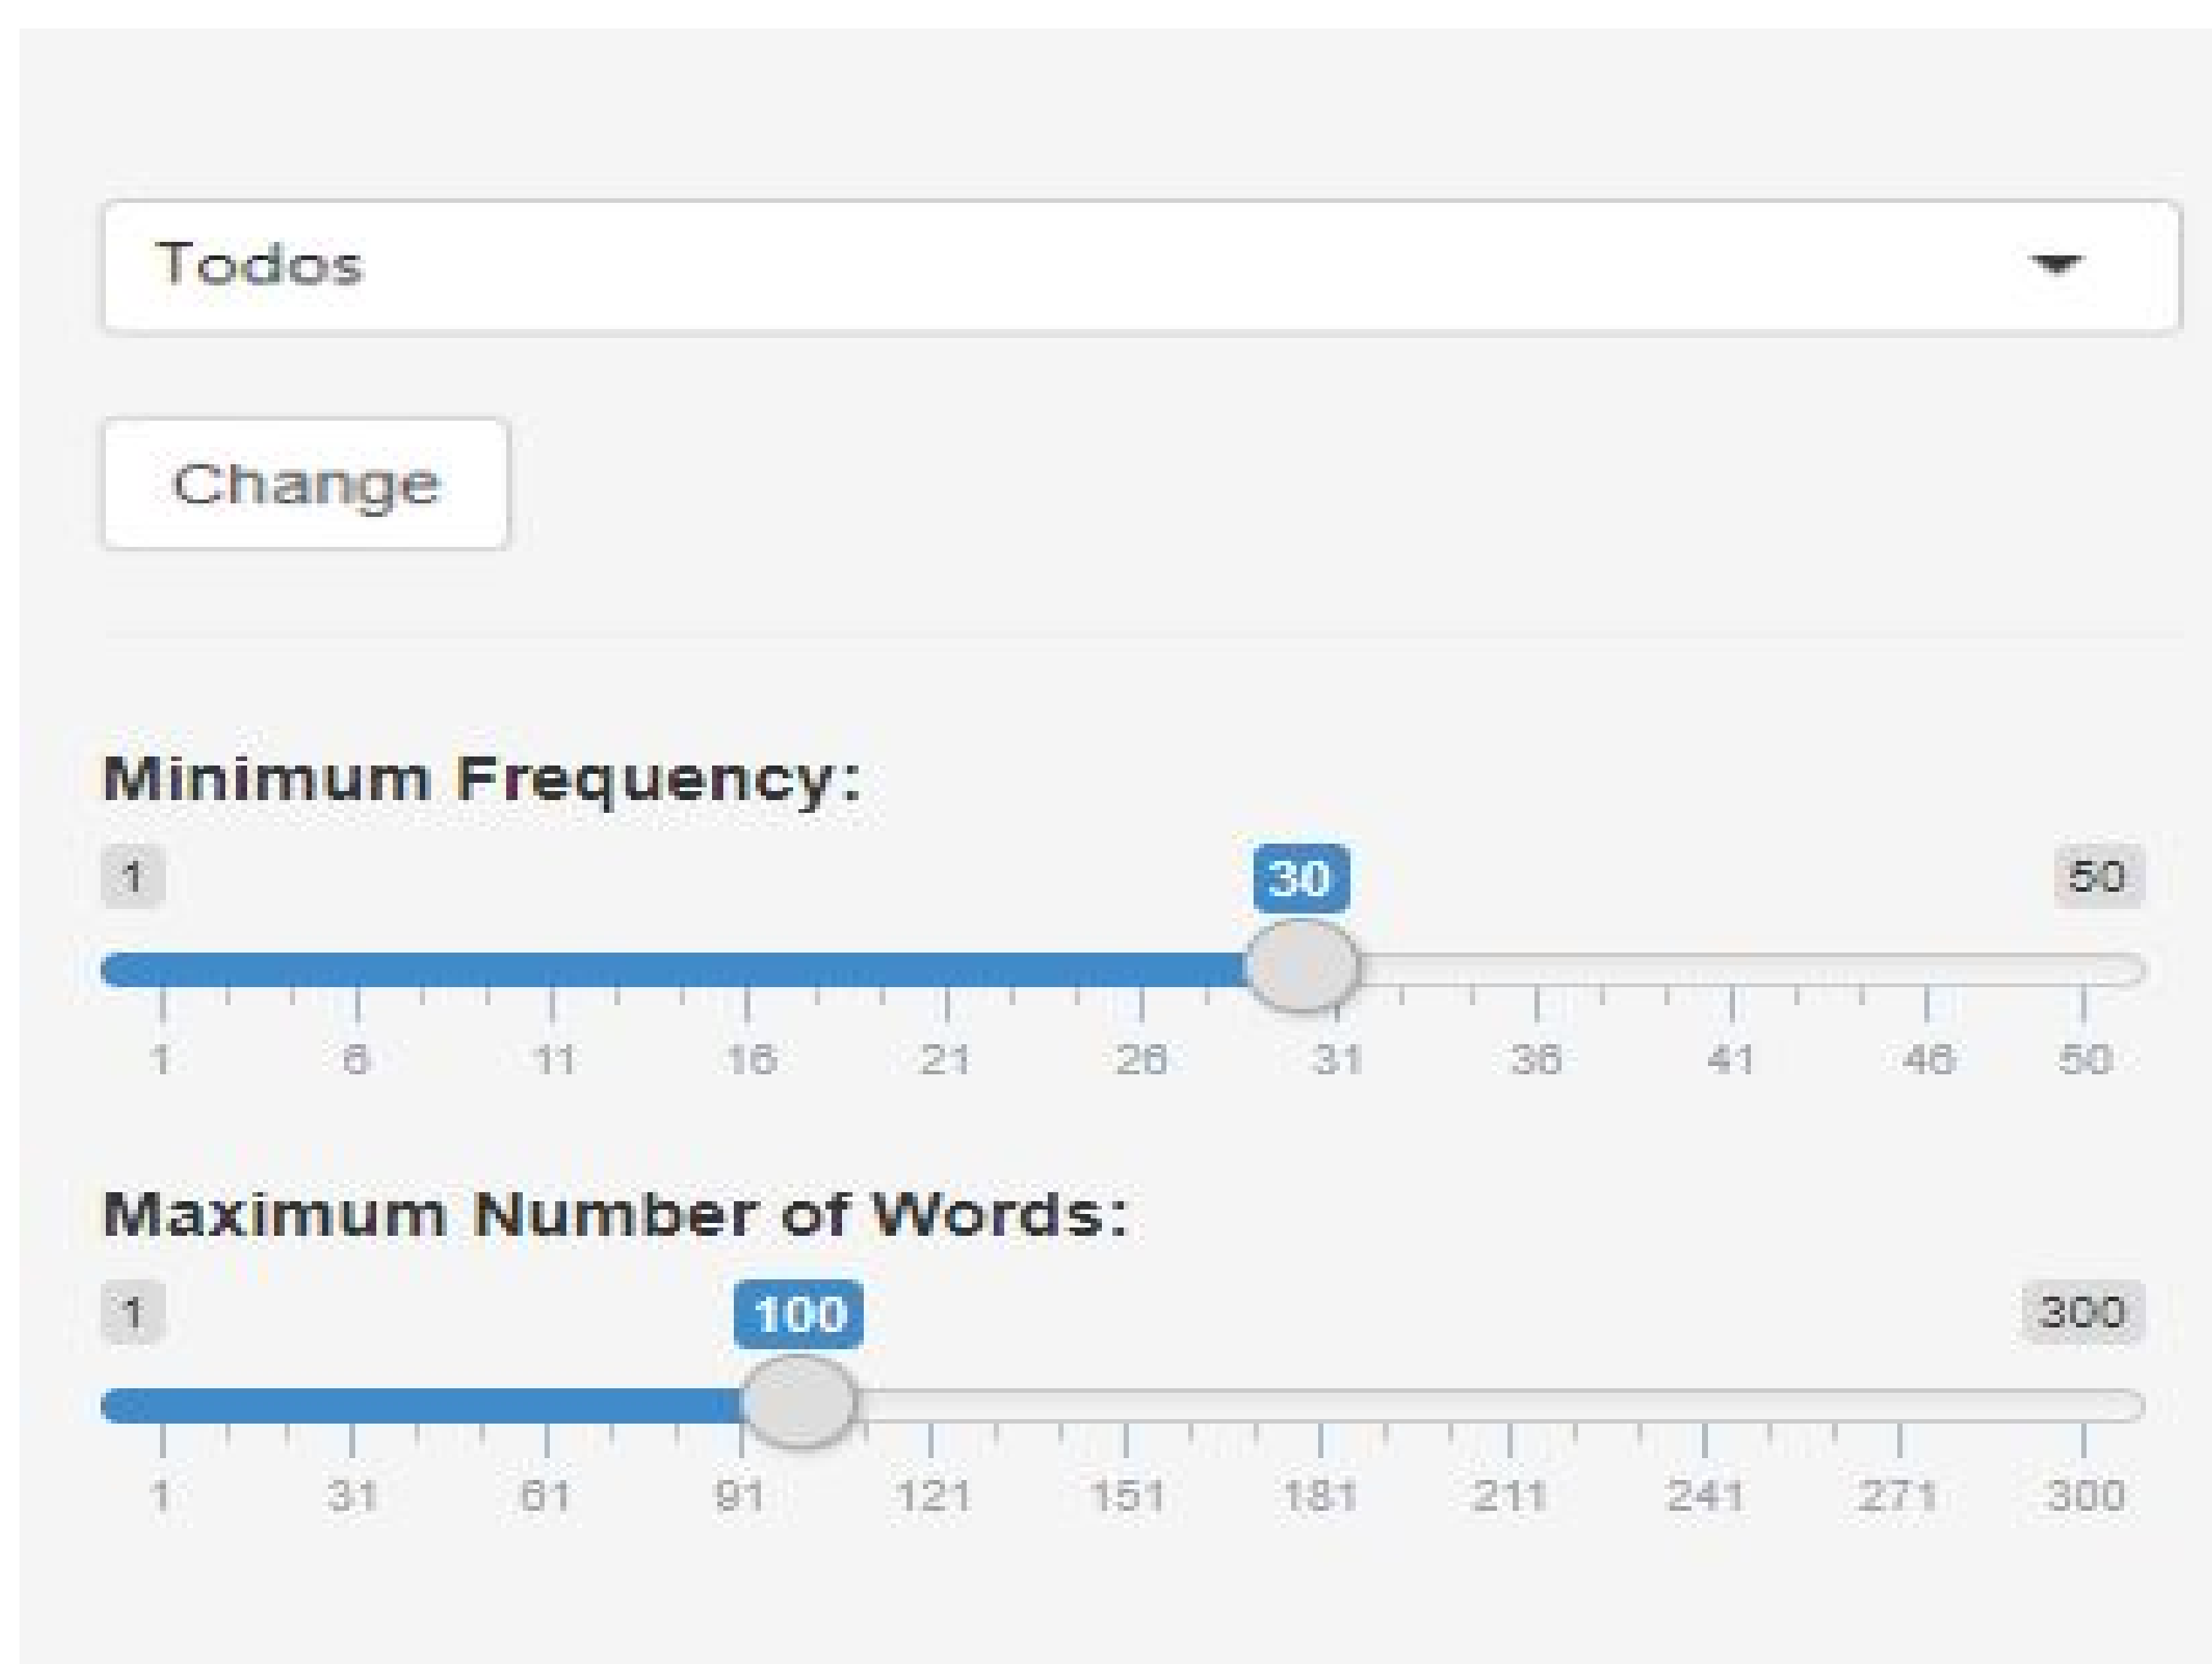 Todos
Change
Minimum Frequency:
1 30 50
1 6 11 16 21 26 31 36 41 46 50
Maximum Number of Words:
1 100 300
1 31 61 91 121 151 181 211 241 271 300